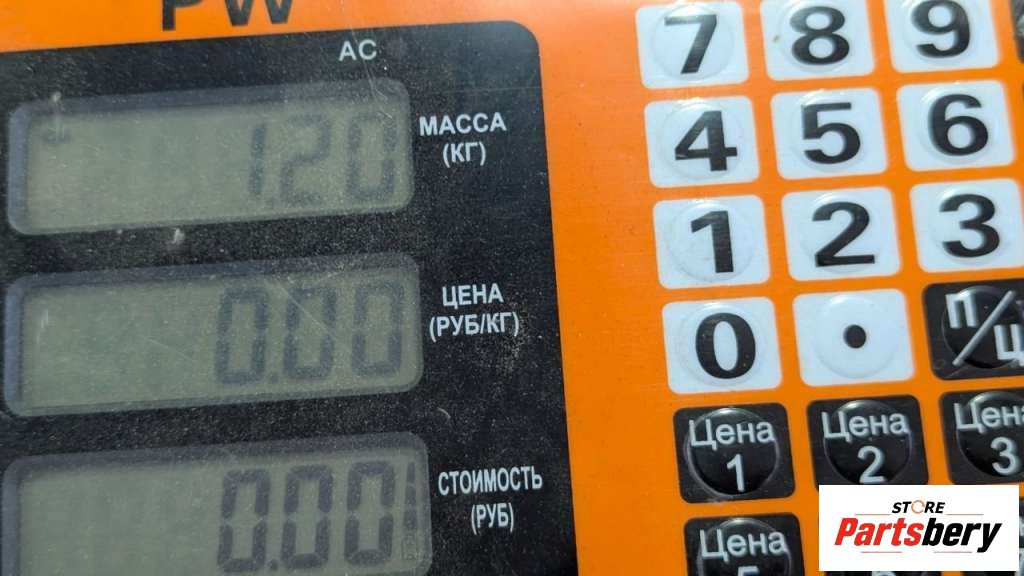 PW
AC
1.20
МАССА
(КГ)
0.00
ЦЕНА
(РУБ/КГ)
0.00
СТОИМОСТЬ
(РУБ)
7 8 9
4 5 6
1 2 3
0 • П/Ц
Цена 1
Цена 2
Цена 3
Цена
STORE
Partsbery